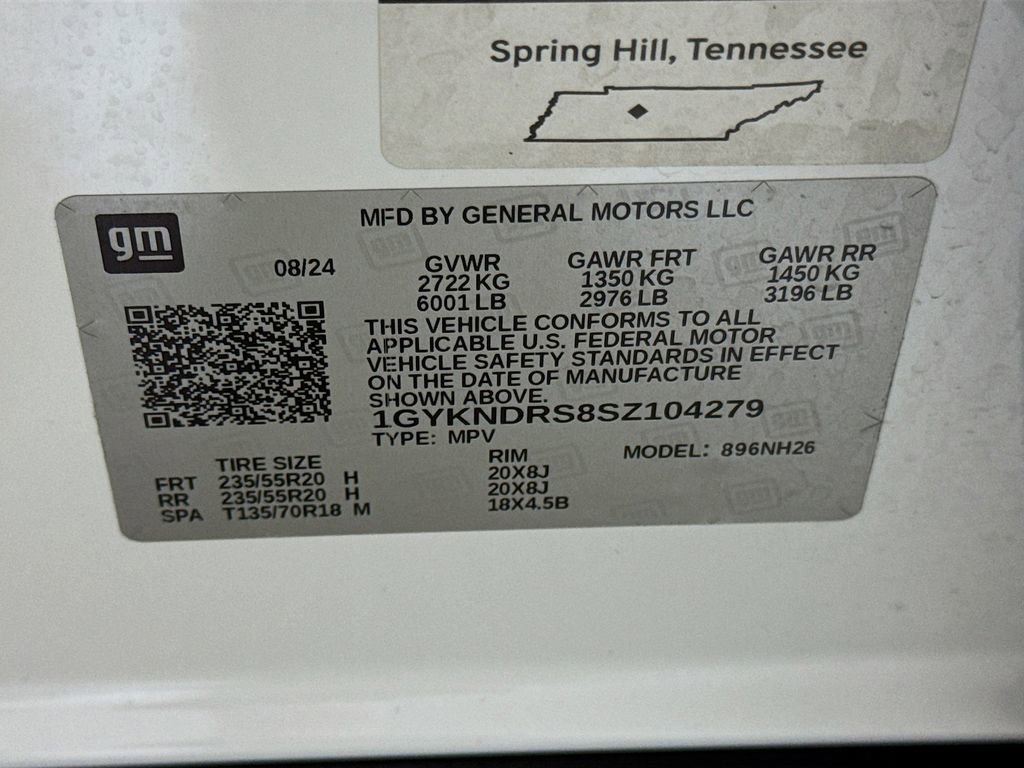 Spring Hill, Tennessee
gm
MFD BY GENERAL MOTORS LLC
08/24
GVWR
2722 KG
6001 LB
GAWR FRT
1350 KG
2976 LB
GAWR RR
1450 KG
3196 LB
THIS VEHICLE CONFORMS TO ALL
APPLICABLE U.S. FEDERAL MOTOR
VEHICLE SAFETY STANDARDS IN EFFECT
ON THE DATE OF MANUFACTURE
SHOWN ABOVE.
1GYKNDRS8SZ104279
TYPE: MPV
MODEL: 896NH26
TIRE SIZE RIM
FRT 235/55R20 H 20X8J
RR 235/55R20 H 20X8J
SPA T135/70R18 M 18X4.5B